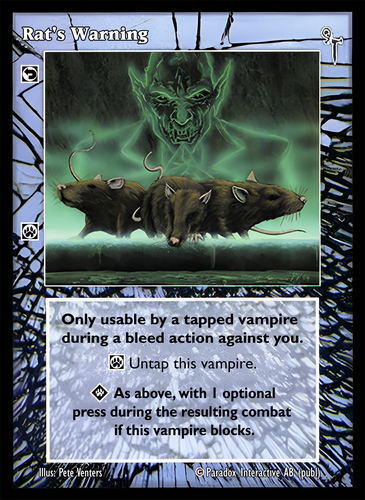 Rat's Warning
Only usable by a tapped vampire
during a bleed action against you.
Untap this vampire.
As above, with 1 optional
press during the resulting combat
if this vampire blocks.
Illus: Pete Venters
© Paradox Interactive AB (publ)